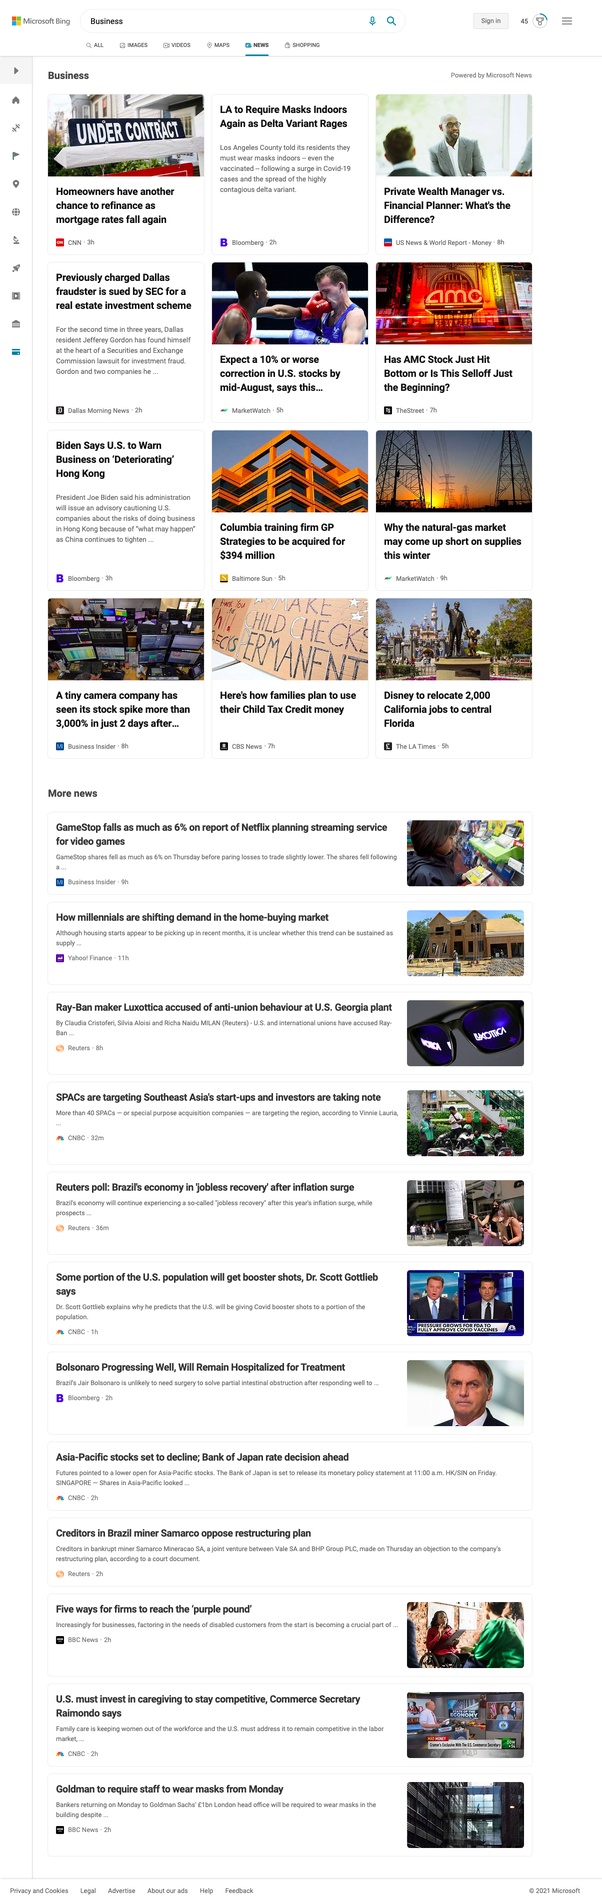 Microsoft Bing
Business
Sign in
45
ALL
IMAGES
VIDEOS
MAPS
NEWS
SHOPPING
Business
Powered by Microsoft News
UNDER CONTRACT
Homeowners have another
chance to refinance as
mortgage rates fall again
CNN · 3h
LA to Require Masks Indoors
Again as Delta Variant Rages
Los Angeles County told its residents they
must wear masks indoors – even the
vaccinated – following a surge in Covid-19
cases and the spread of the highly
contagious delta variant.
Bloomberg · 2h
Private Wealth Manager vs.
Financial Planner: What's the
Difference?
US News & World Report - Money · 8h
Previously charged Dallas
fraudster is sued by SEC for a
real estate investment scheme
For the second time in three years, Dallas
resident Jefferey Gordon has found himself
at the heart of a Securities and Exchange
Commission lawsuit for investment fraud.
Gordon and two companies he ...
Dallas Morning News · 2h
Expect a 10% or worse
correction in U.S. stocks by
mid-August, says this...
MarketWatch · 5h
amc
Has AMC Stock Just Hit
Bottom or Is This Selloff Just
the Beginning?
TheStreet · 7h
Biden Says U.S. to Warn
Business on ‘Deteriorating’
Hong Kong
President Joe Biden said his administration
will issue an advisory cautioning U.S.
companies about the risks of doing business
in Hong Kong because of “what may happen”
as China continues to tighten ...
Bloomberg · 3h
Columbia training firm GP
Strategies to be acquired for
$394 million
Baltimore Sun · 5h
Why the natural-gas market
may come up short on supplies
this winter
MarketWatch · 9h
A tiny camera company has
seen its stock spike more than
3,000% in just 2 days after...
Business Insider · 8h
MAKE
CHILD CHECKS
PERMANENT
Here's how families plan to use
their Child Tax Credit money
CBS News · 7h
Disney to relocate 2,000
California jobs to central
Florida
The LA Times · 5h
More news
GameStop falls as much as 6% on report of Netflix planning streaming service
for video games
GameStop shares fell as much as 6% on Thursday before paring losses to trade slightly lower. The shares fell following
a ...
Business Insider · 9h
How millennials are shifting demand in the home-buying market
Although housing starts appear to be picking up in recent months, it is unclear whether this trend can be sustained as
supply ...
Yahoo! Finance · 11h
Ray-Ban maker Luxottica accused of anti-union behaviour at U.S. Georgia plant
By Claudia Cristoferi, Silvia Aloisi and Richa Naidu MILAN (Reuters) - U.S. and international unions have accused Ray-
Ban ...
Reuters · 8h
SPACs are targeting Southeast Asia's start-ups and investors are taking note
More than 40 SPACs — or special purpose acquisition companies — are targeting the region, according to Vinnie Lauria,
...
CNBC · 32m
Reuters poll: Brazil's economy in 'jobless recovery' after inflation surge
Brazil's economy will continue experiencing a so-called "jobless recovery" after this year's inflation surge, while
prospects ...
Reuters · 36m
Some portion of the U.S. population will get booster shots, Dr. Scott Gottlieb
says
Dr. Scott Gottlieb explains why he predicts that the U.S. will be giving Covid booster shots to a portion of the
population.
CNBC · 1h
PRESSURE GROWS FOR FDA TO
FULLY APPROVE COVID VACCINES
Bolsonaro Progressing Well, Will Remain Hospitalized for Treatment
Brazil's Jair Bolsonaro is unlikely to need surgery to solve partial intestinal obstruction after responding well to ...
Bloomberg · 2h
Asia-Pacific stocks set to decline; Bank of Japan rate decision ahead
Futures pointed to a lower open for Asia-Pacific stocks. The Bank of Japan is set to release its monetary policy statement at 11:00 a.m. HK/SIN on Friday.
SINGAPORE — Shares in Asia-Pacific looked ...
CNBC · 2h
Creditors in Brazil miner Samarco oppose restructuring plan
Creditors in bankrupt miner Samarco Mineracao SA, a joint venture between Vale SA and BHP Group PLC, made on Thursday an objection to the company's
restructuring plan, according to a court document.
Reuters · 2h
Five ways for firms to reach the ‘purple pound’
Increasingly for businesses, factoring in the needs of disabled customers from the start is becoming a crucial part of ...
BBC News · 2h
U.S. must invest in caregiving to stay competitive, Commerce Secretary
Raimondo says
Family care is keeping women out of the workforce and the U.S. must address it to remain competitive in the labor
market, ...
CNBC · 2h
Goldman to require staff to wear masks from Monday
Bankers returning on Monday to Goldman Sachs' £1bn London head office will be required to wear masks in the
building despite ...
BBC News · 2h
Privacy and Cookies
Legal
Advertise
About our ads
Help
Feedback
© 2021 Microsoft